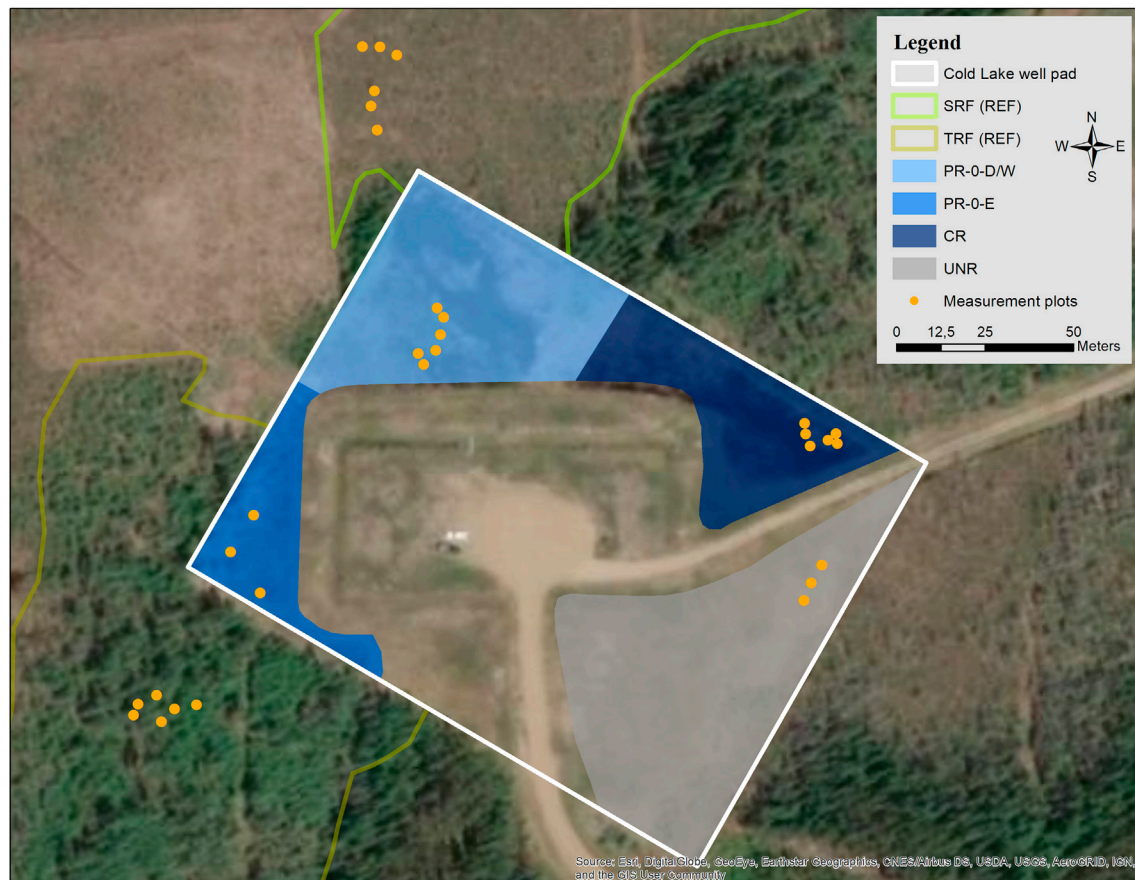 Legend
Cold Lake well pad
SRF (REF)
TRF (REF)
PR-0-D/W
PR-0-E
CR
UNR
Measurement plots
0 12,5 25 50
Meters
N
W E
S
Source: Esri, DigitalGlobe, GeoEye, Earthstar Geographics, CNES/Airbus DS, USDA, USGS, AeroGRID, IGN,
and the GIS User Community